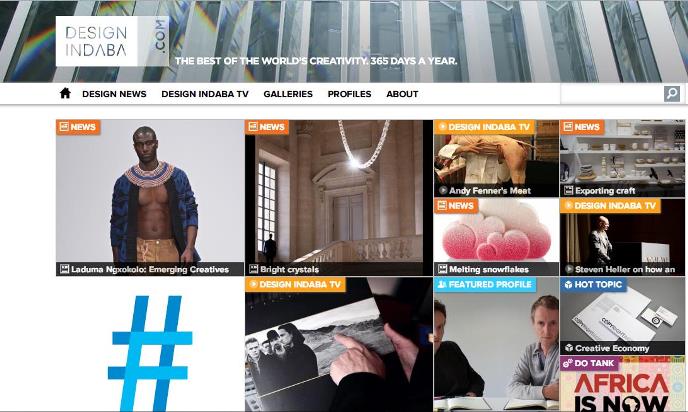 DESIGN
INDABA
.COM
THE BEST OF THE WORLD'S CREATIVITY. 365 DAYS A YEAR.
DESIGN NEWS
DESIGN INDABA TV
GALLERIES
PROFILES
ABOUT
NEWS
Laduma Ngxokolo: Emerging Creatives
NEWS
Bright crystals
DESIGN INDABA TV
Andy Fenner's Meat
NEWS
Exporting craft
NEWS
Melting snowflakes
DESIGN INDABA TV
Steven Heller on how an
#
DESIGN INDABA TV
FEATURED PROFILE
HOT TOPIC
Creative Economy
DO TANK
AFRICA
IS NOW